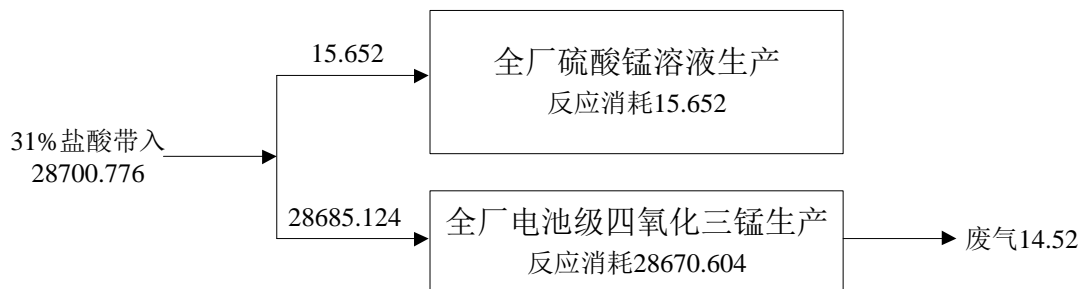 15.652
全厂硫酸锰溶液生产
反应消耗15.652
31%盐酸带入
28700.776
28685.124
全厂电池级四氧化三锰生产
反应消耗28670.604
废气14.52